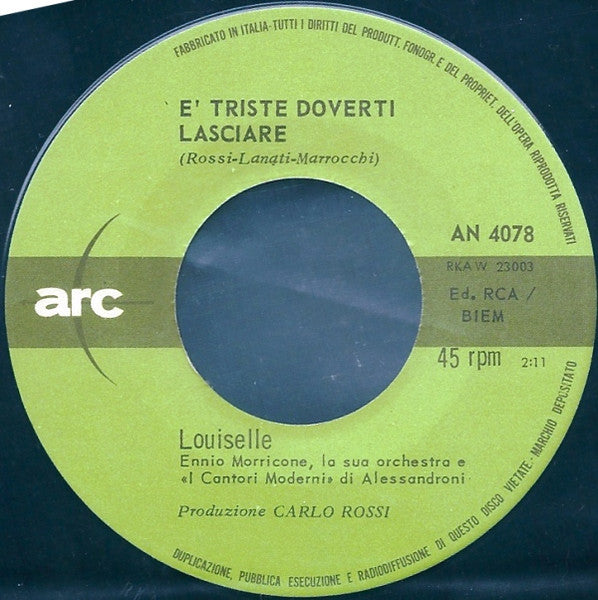 FABBRICATO IN ITALIA-TUTTI I DIRITTI DEL PRODUTT. FONOGR. E DEL PROPRIET. DELL'OPERA RIPRODOTTA RISERVATI
E' TRISTE DOVERTI
LASCIARE
(Rossi-Lanati-Marrocchi)
AN 4078
RKAW 23003
Ed. RCA /
BIEM
arc
45 rpm 2:11
Louiselle
Ennio Morricone, la sua orchestra e
«I Cantori Moderni» di Alessandroni
Produzione CARLO ROSSI
DUPLICAZIONE, PUBBLICA ESECUZIONE E RADIODIFFUSIONE DI QUESTO DISCO VIETATE-MARCHIO DEPOSITATO